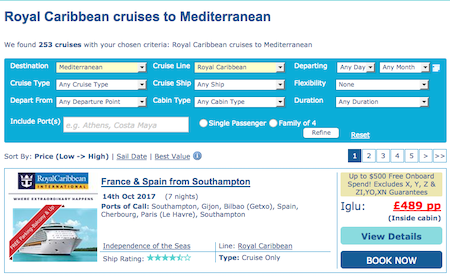 Royal Caribbean cruises to Mediterranean
We found 253 cruises with your chosen criteria: Royal Caribbean cruises to Mediterranean
Destination Mediterranean Cruise Line Royal Caribbean Departing Any Day Any Month
Cruise Type Any Cruise Type Cruise Ship Any Ship Flexibility None
Depart From Any Departure Point Cabin Type Any Cabin Type Duration Any Duration
Include Port(s) e.g. Athens, Costa Maya Single Passenger Family of 4
Refine Reset
Sort By: Price (Low -> High) | Sail Date | Best Value 1 2 3 4 5 > >>
RoyalCaribbean
INTERNATIONAL
WHERE EXTRAORDINARY HAPPENS
FREE Parking Reloaded & Up
France & Spain from Southampton
14th Oct 2017 (7 nights)
Ports of Call: Southampton, Gijon, Bilbao (Getxo), Spain,
Cherbourg, Paris (Le Havre), Southampton
Independence of the Seas Line: Royal Caribbean
Ship Rating: Type: Cruise Only
Up to $500 Free Onboard
Spend! Excludes X, Y, Z &
ZI,YO,XN Guarantees
Iglu: £489 pp
(Inside cabin)
View Details
BOOK NOW